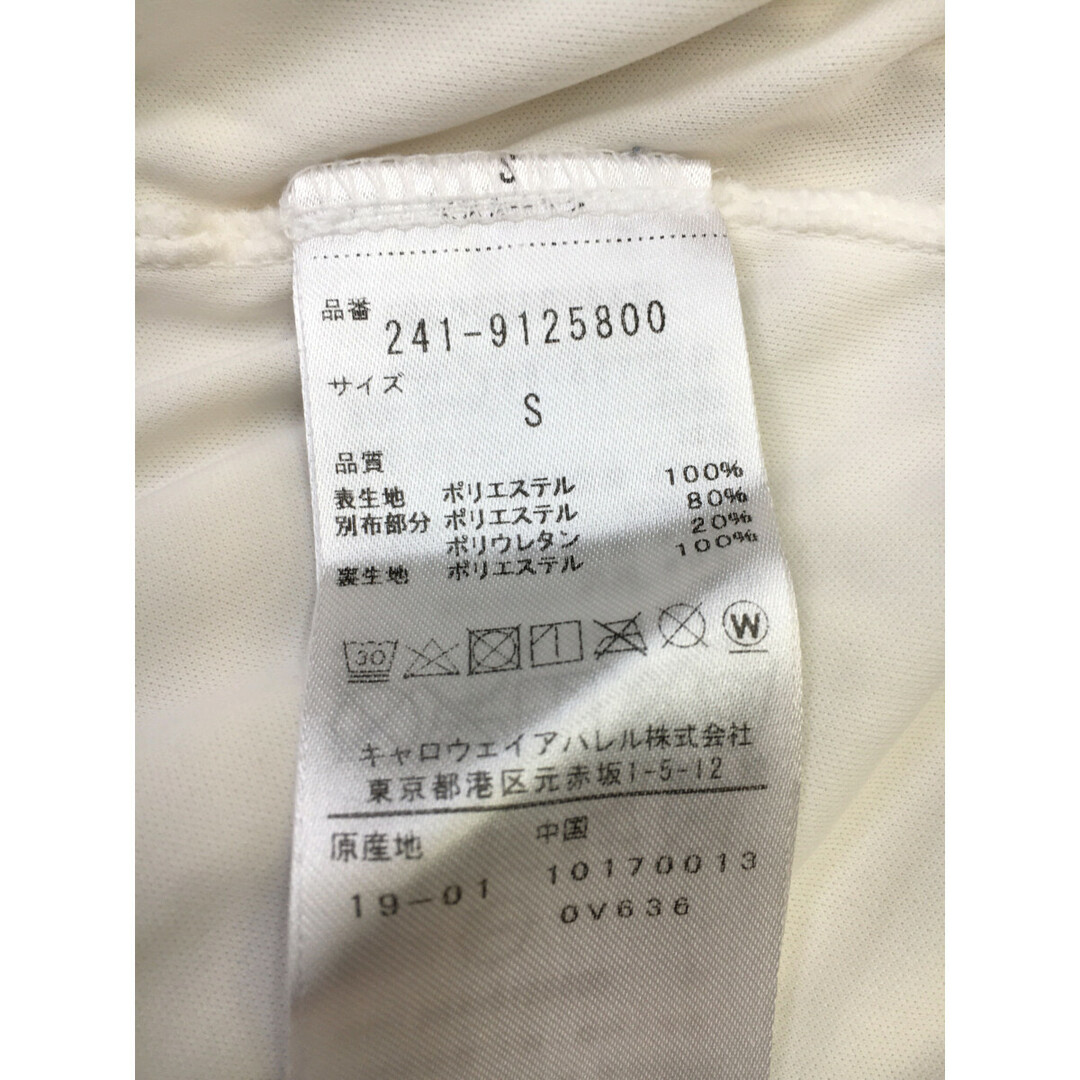 S
品番
241-9125800
サイズ
S
品質
表生地 ポリエステル 100%
別布部分 ポリエステル 80%
ポリウレタン 20%
裏生地 ポリエステル 100%
30 W
キャロウェイアパレル株式会社
東京都港区元赤坂1-5-12
原産地 中国
19-01 10170013
0V636